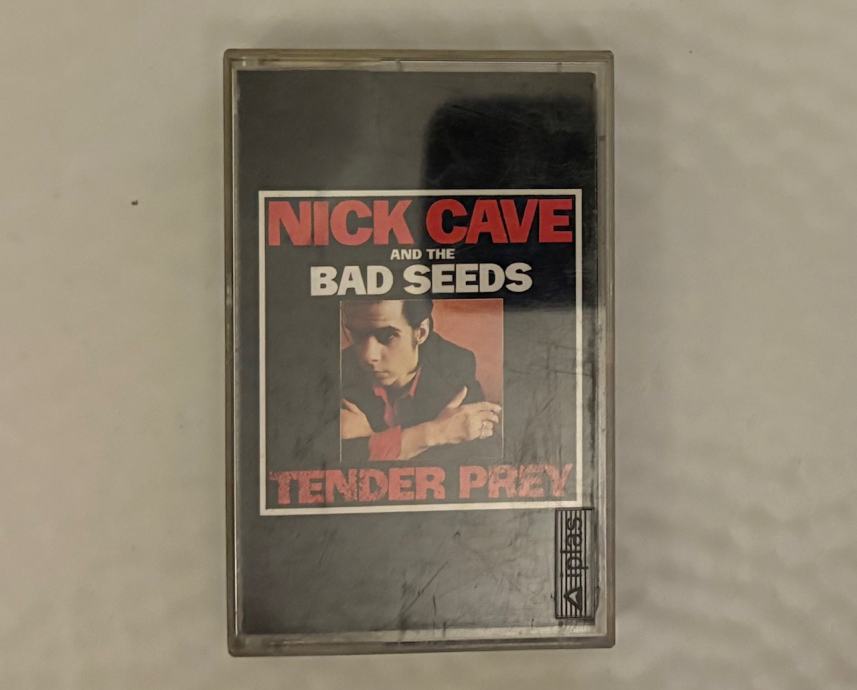 NICK CAVE
AND THE
BAD SEEDS
TENDER PREY
iplas